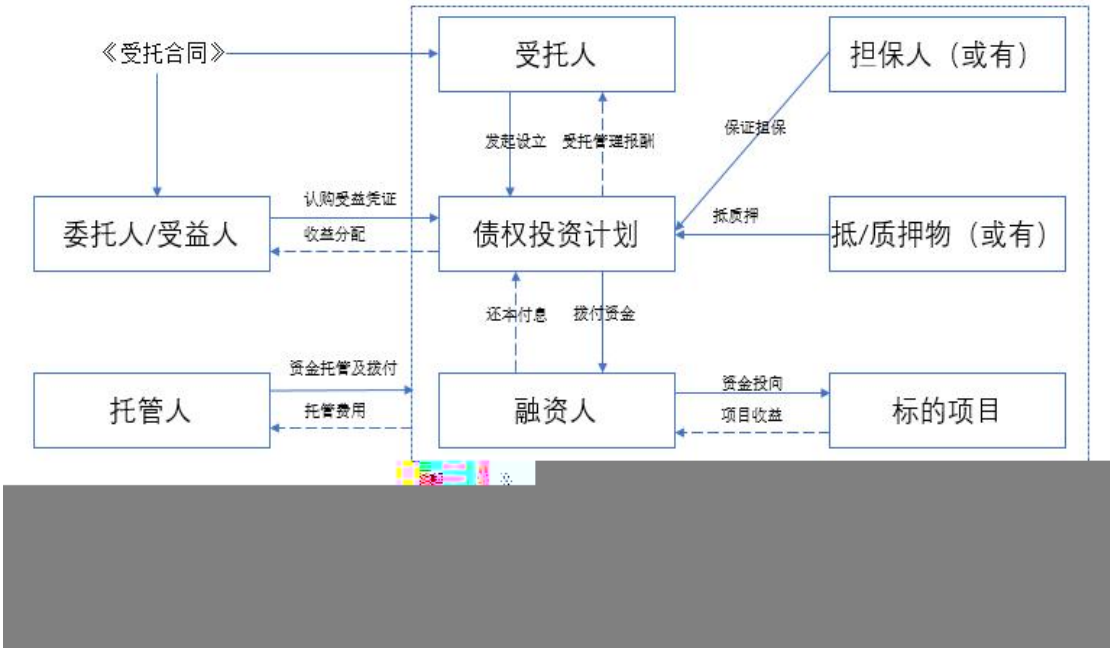 《受托合同》
受托人
担保人（或有）
保证担保
发起设立
受托管理报酬
委托人/受益人
认购受益凭证
收益分配
债权投资计划
抵质押
抵/质押物（或有）
还本付息
拨付资金
托管人
资金托管及拨付
托管费用
融资人
资金投向
项目收益
标的项目